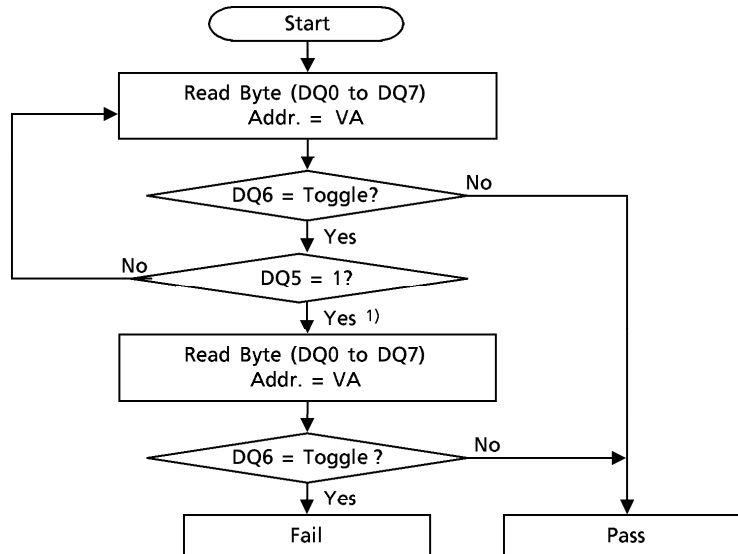 Start
Read Byte (DQ0 to DQ7)
Addr. = VA
DQ6 = Toggle?
No
Yes
No
DQ5 = 1?
Yes 1)
Read Byte (DQ0 to DQ7)
Addr. = VA
No
DQ6 = Toggle ?
Yes
Fail
Pass